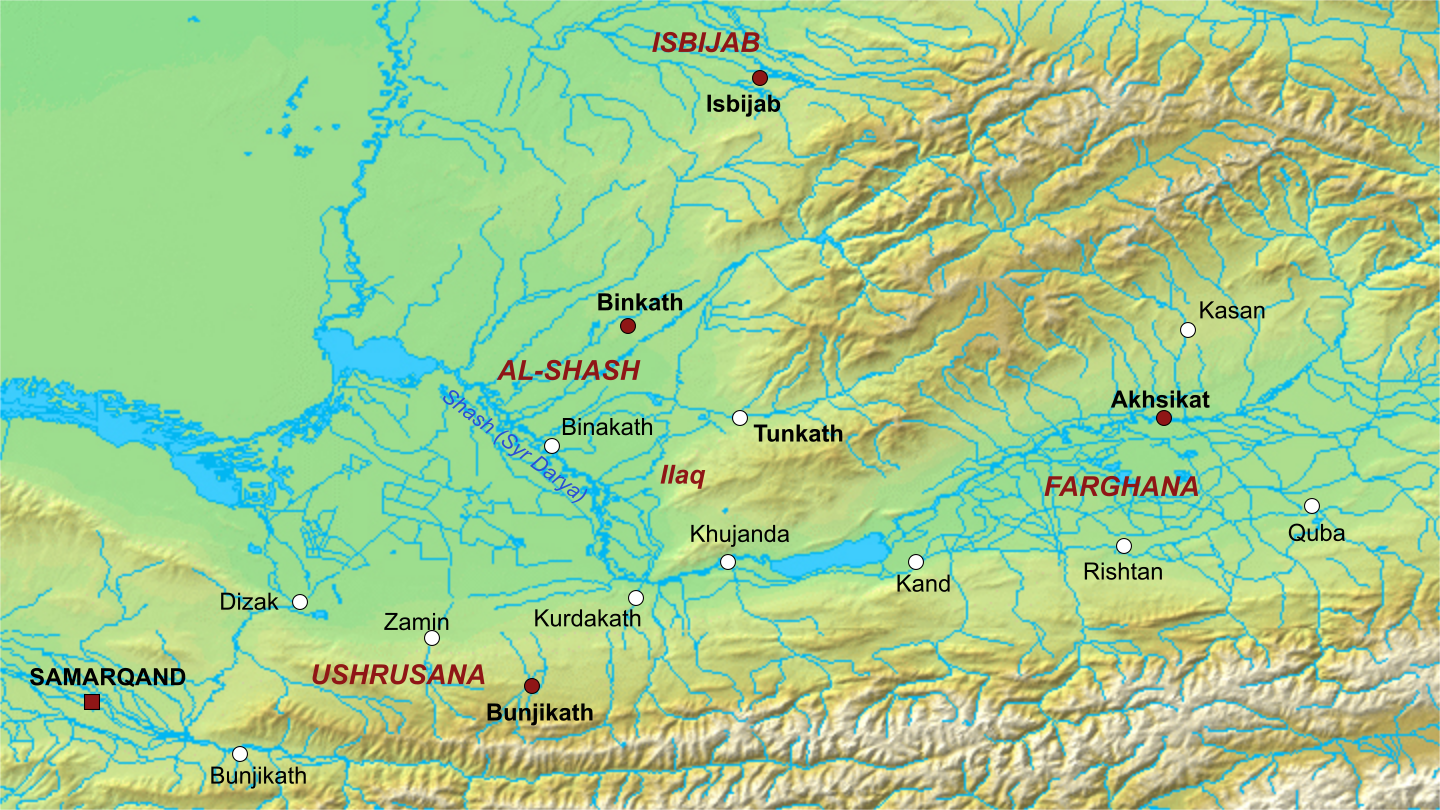 ISBIJAB
Isbijab
Binkath
Kasan
AL-SHASH
Akhsikat
Shash (Syr Darya)
Binakath
Tunkath
Ilaq
FARGHANA
Khujanda
Quba
Kand
Rishtan
Dizak
Zamin
Kurdakath
SAMARQAND
USHRUSANA
Bunjikath
Bunjikath